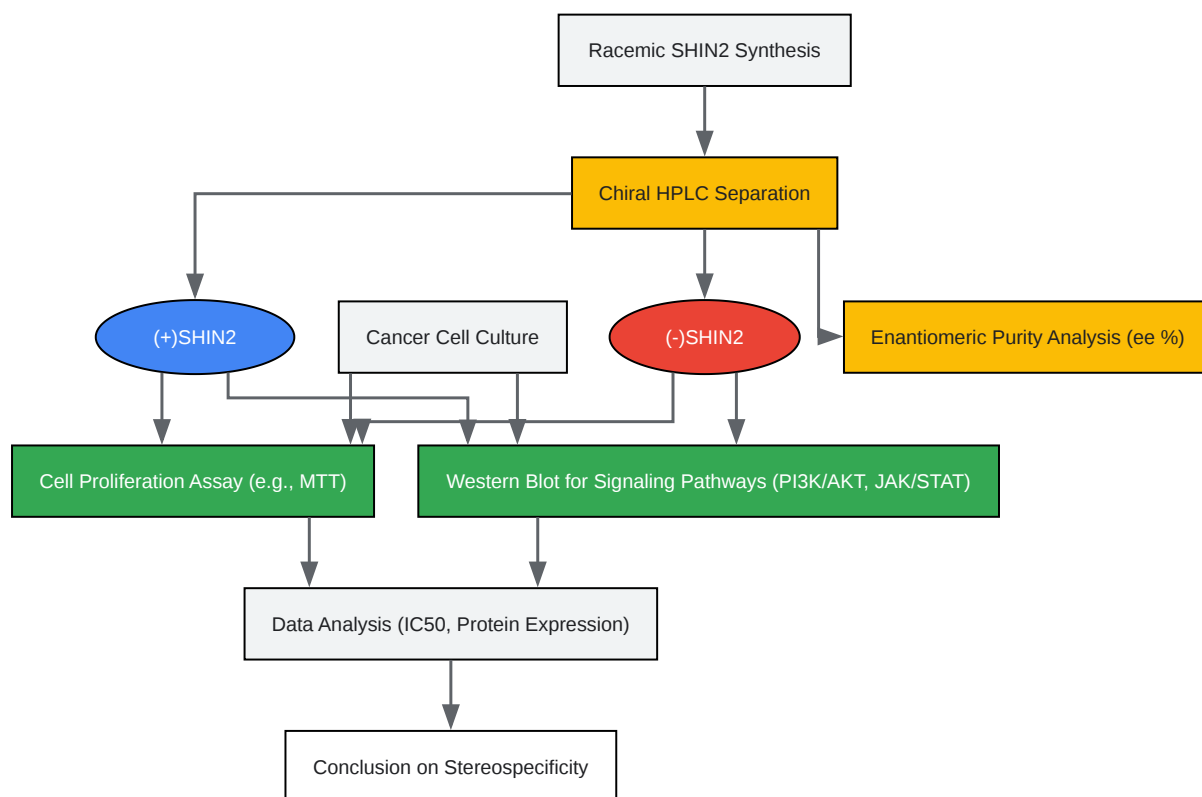 Racemic SHIN2 Synthesis
Chiral HPLC Separation
(+)SHIN2
Cancer Cell Culture
(-)SHIN2
Enantiomeric Purity Analysis (ee %)
Cell Proliferation Assay (e.g., MTT)
Western Blot for Signaling Pathways (PI3K/AKT, JAK/STAT)
Data Analysis (IC50, Protein Expression)
Conclusion on Stereospecificity